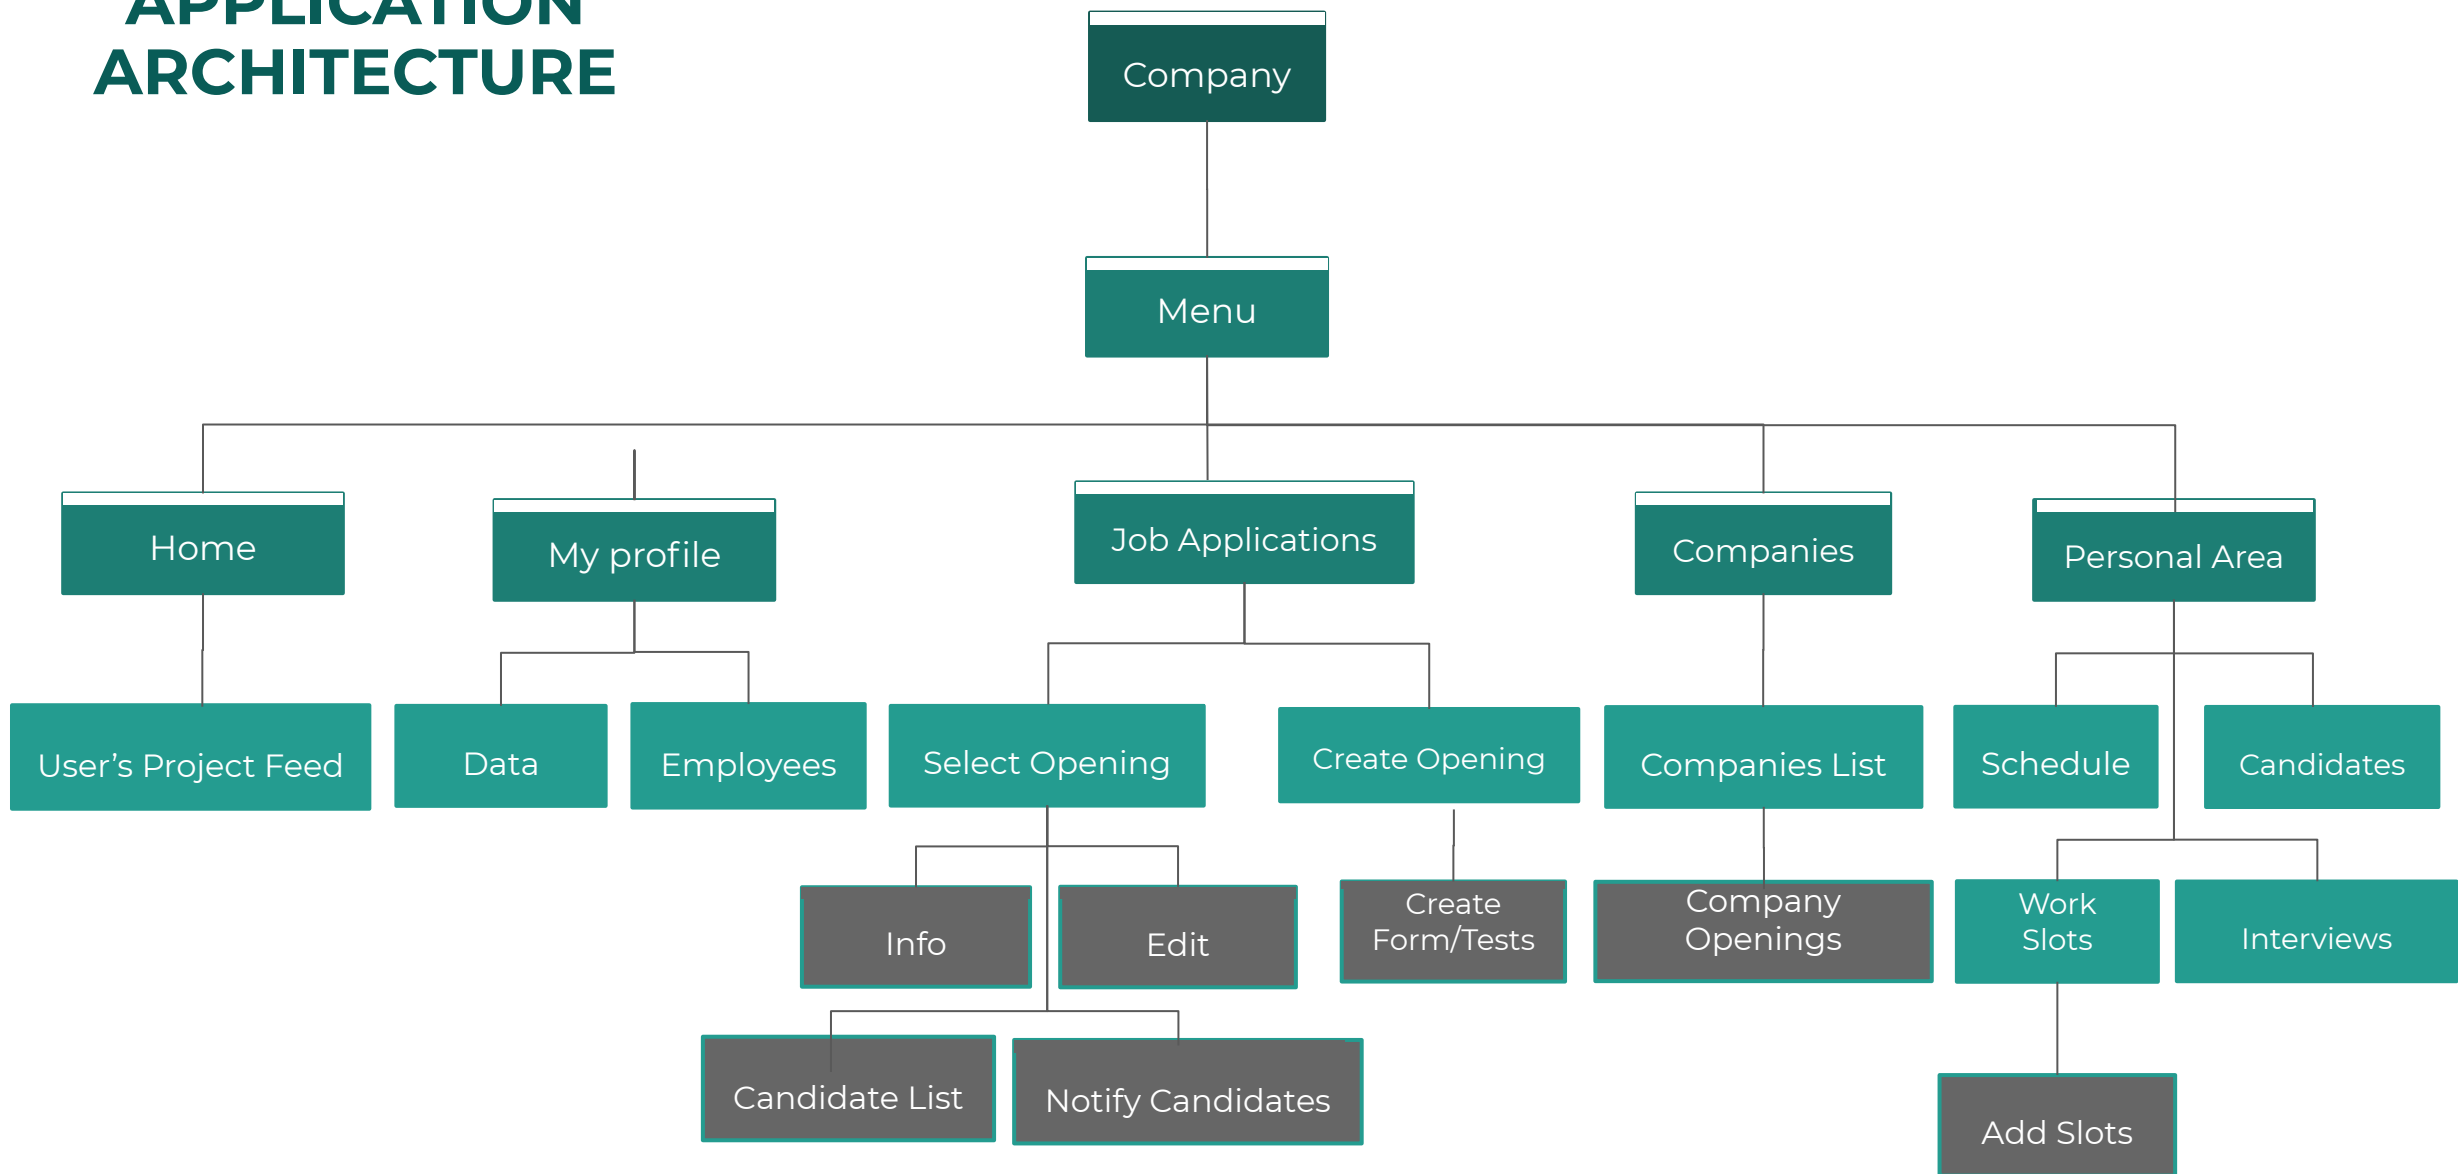 APPLICATION
ARCHITECTURE
Company
Menu
Home
My profile
Job Applications
Companies
Personal Area
User’s Project Feed
Data
Employees
Select Opening
Create Opening
Companies List
Schedule
Candidates
Info
Edit
Create
Form/Tests
Company
Openings
Work
Slots
Interviews
Candidate List
Notify Candidates
Add Slots